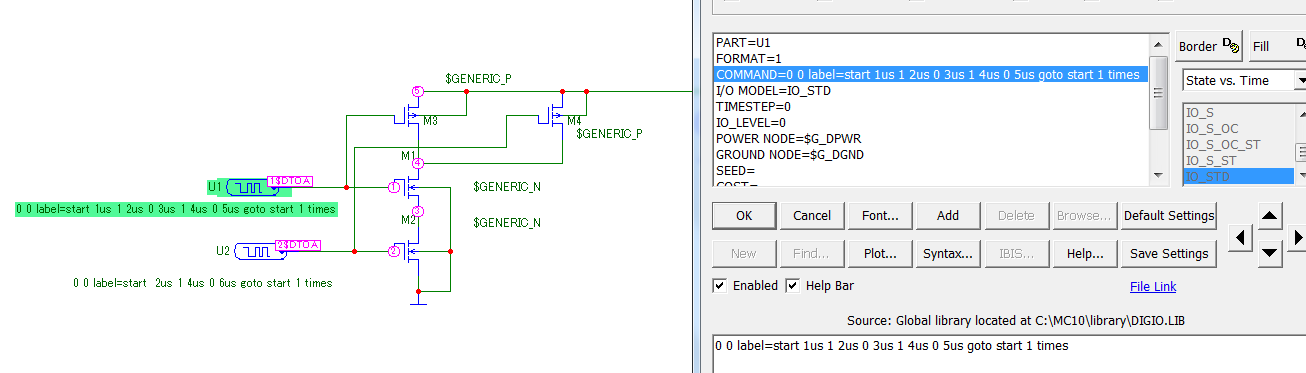 $GENERIC_P
5
M3
M4
$GENERIC_P
M1
4
U1
1$DTOA
1
$GENERIC_N
0 0 label=start 1us 1 2us 0 3us 1 4us 0 5us goto start 1 times
M2
3
$GENERIC_N
U2
2$DTOA
2
0 0 label=start  2us 1 4us 0 6us goto start 1 times
PART=U1
FORMAT=1
COMMAND=0 0 label=start 1us 1 2us 0 3us 1 4us 0 5us goto start 1 times
I/O MODEL=IO_STD
TIMESTEP=0
IO_LEVEL=0
POWER NODE=$G_DPWR
GROUND NODE=$G_DGND
SEED=
COST=
Border
Fill
State vs. Time
IO_S
IO_S_OC
IO_S_OC_ST
IO_S_ST
IO_STD
OK Cancel Font... Add Delete Browse... Default Settings
New Find... Plot... Syntax... IBIS... Help... Save Settings
Enabled Help Bar File Link
Source: Global library located at C:\MC10\library\DIGIO.LIB
0 0 label=start 1us 1 2us 0 3us 1 4us 0 5us goto start 1 times